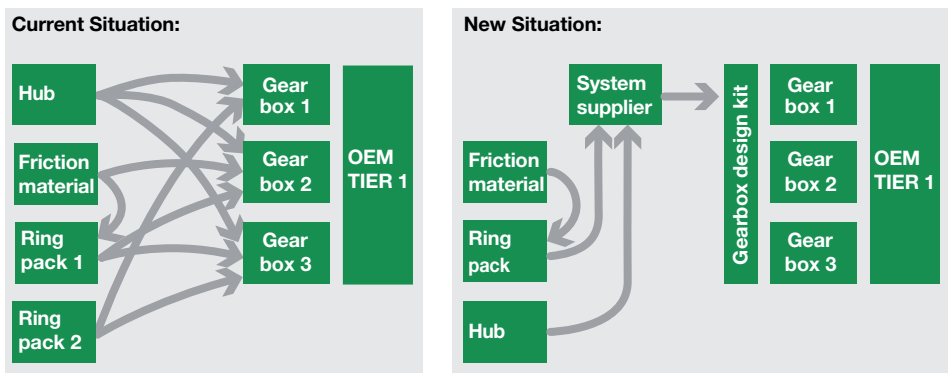 Current Situation:
Hub
Friction
material
Ring
pack 1
Ring
pack 2
Gear
box 1
Gear
box 2
Gear
box 3
OEM
TIER 1
New Situation:
System
supplier
Friction
material
Ring
pack
Hub
Gearbox design kit
Gear
box 1
Gear
box 2
Gear
box 3
OEM
TIER 1